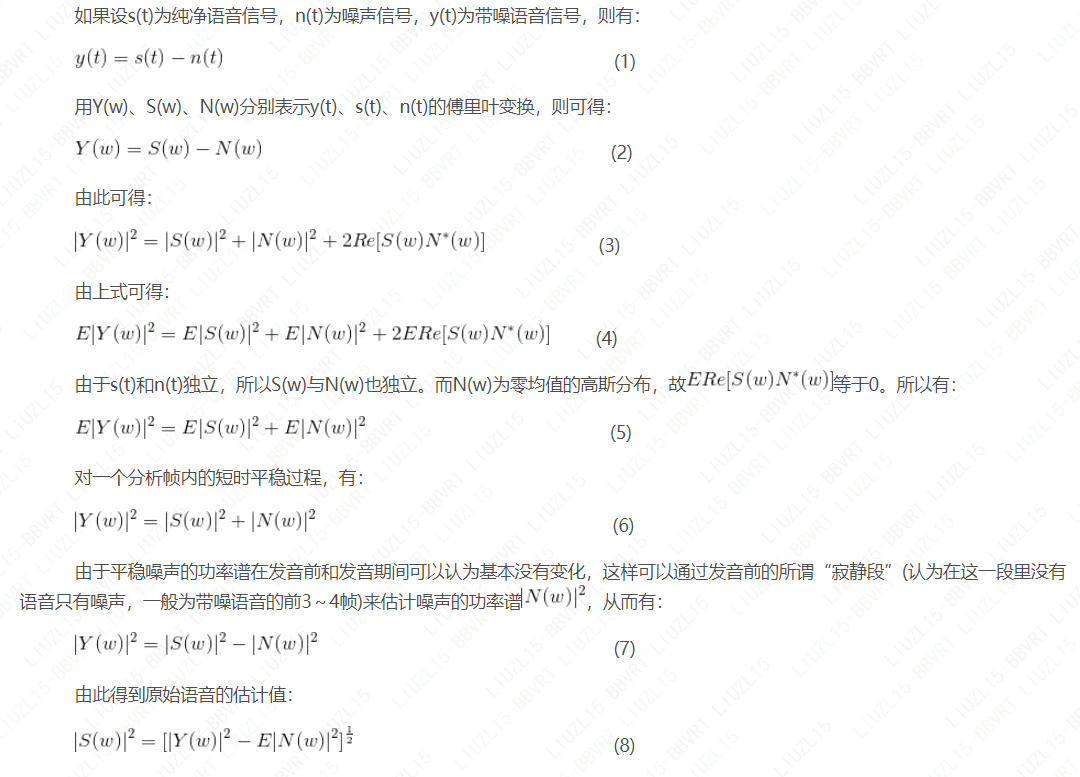 如果设s(t)为纯净语音信号，n(t)为噪声信号，y(t)为带噪语音信号，则有：
y(t) = s(t) − n(t) (1)
用Y(w)、S(w)、N(w)分别表示y(t)、s(t)、n(t)的傅里叶变换，则可得：
Y(w) = S(w) − N(w) (2)
由此可得：
|Y(w)|² = |S(w)|² + |N(w)|² + 2Re[S(w)N*(w)] (3)
由上式可得：
E|Y(w)|² = E|S(w)|² + E|N(w)|² + 2ERe[S(w)N*(w)] (4)
由于s(t)和n(t)独立，所以S(w)与N(w)也独立。而N(w)为零均值的高斯分布，故ERe[S(w)N*(w)]等于0。所以有：
E|Y(w)|² = E|S(w)|² + E|N(w)|² (5)
对一个分析帧内的短时平稳过程，有：
|Y(w)|² = |S(w)|² + |N(w)|² (6)
由于平稳噪声的功率谱在发音前和发音期间可以认为基本没有变化，这样可以通过发音前的所谓“寂静段”(认为在这一段里没有
语音只有噪声，一般为带噪语音的前3～4帧)来估计噪声的功率谱|N(w)|²，从而有：
|Y(w)|² = |S(w)|² − |N(w)|² (7)
由此得到原始语音的估计值：
|S(w)|² = [|Y(w)|² − E|N(w)|²]^½ (8)
LIUZL15-BBVRT